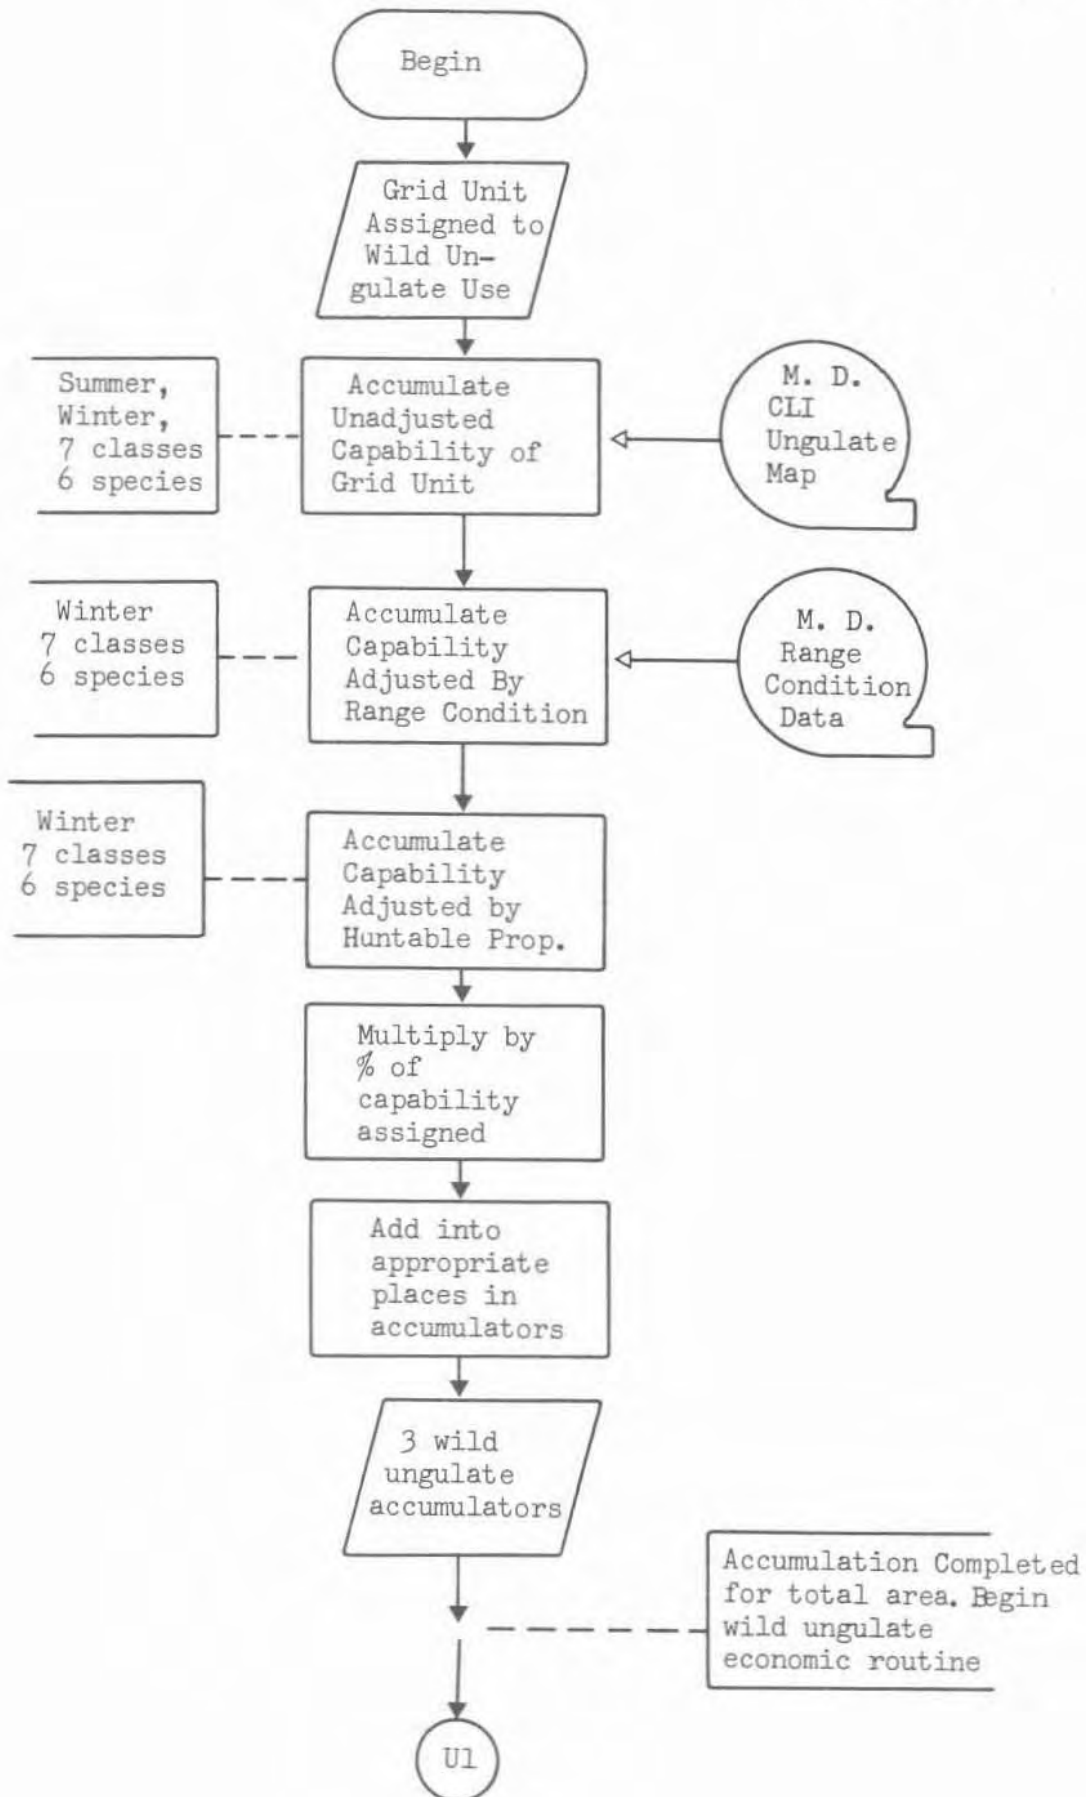 Begin
Grid Unit
Assigned to
Wild Un-
gulate Use
Summer,
Winter,
7 classes
6 species
Accumulate
Unadjusted
Capability of
Grid Unit
M. D.
CLI
Ungulate
Map
Winter
7 classes
6 species
Accumulate
Capability
Adjusted By
Range Condition
M. D.
Range
Condition
Data
Winter
7 classes
6 species
Accumulate
Capability
Adjusted by
Huntable Prop.
Multiply by
% of
capability
assigned
Add into
appropriate
places in
accumulators
3 wild
ungulate
accumulators
Accumulation Completed
for total area. Begin
wild ungulate
economic routine
U1